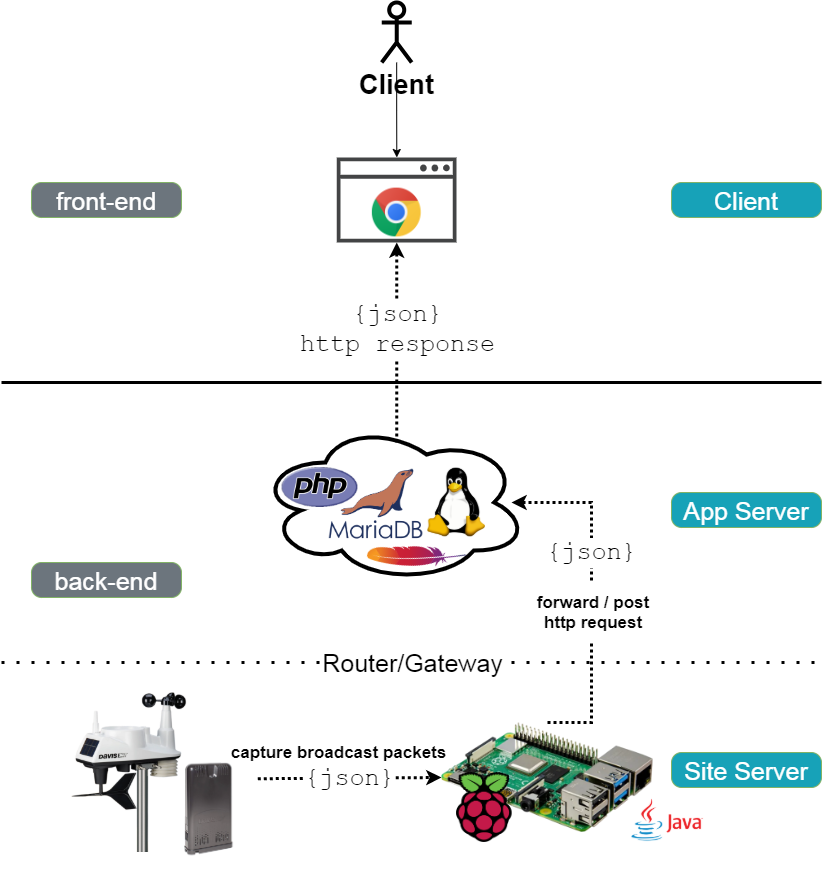 Client
front-end
Client
{json}
http response
php
MariaDB
App Server
{json}
back-end
forward / post
http request
Router/Gateway
DAVIS
capture broadcast packets
{json}
Site Server
Java